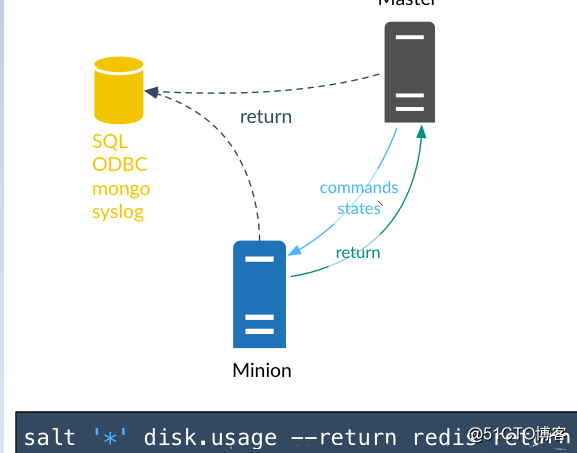 Master
return
SQL
ODBC
mongo
syslog
commands
states
return
Minion
salt '*' disk.usage --return redis_return
@51CTO博客